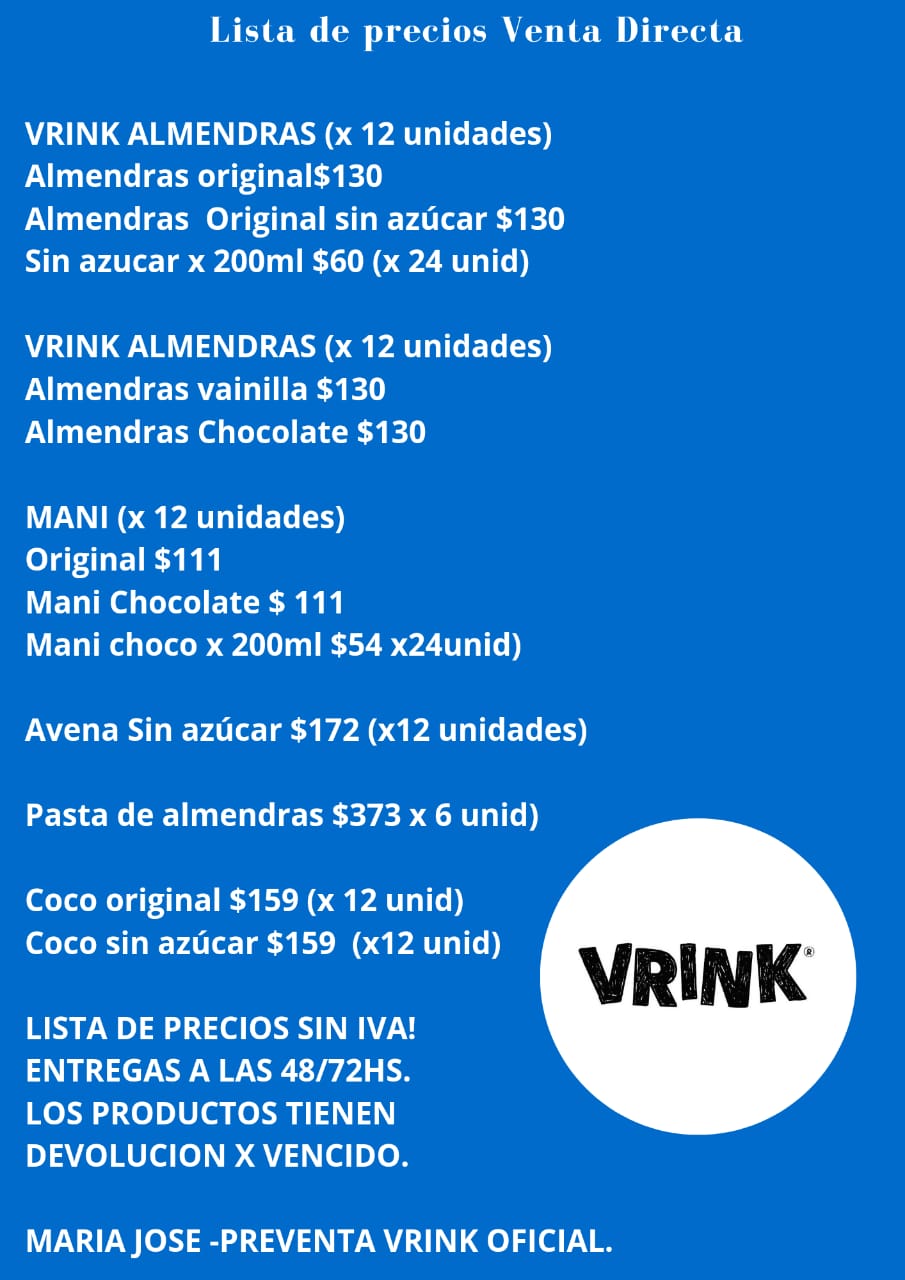 Lista de precios Venta Directa
VRINK ALMENDRAS (x 12 unidades)
Almendras original$130
Almendras  Original sin azúcar $130
Sin azucar x 200ml $60 (x 24 unid)
VRINK ALMENDRAS (x 12 unidades)
Almendras vainilla $130
Almendras Chocolate $130
MANI (x 12 unidades)
Original $111
Mani Chocolate $ 111
Mani choco x 200ml $54 x24unid)
Avena Sin azúcar $172 (x12 unidades)
Pasta de almendras $373 x 6 unid)
Coco original $159 (x 12 unid)
Coco sin azúcar $159  (x12 unid)
VRINK®
LISTA DE PRECIOS SIN IVA!
ENTREGAS A LAS 48/72HS.
LOS PRODUCTOS TIENEN
DEVOLUCION X VENCIDO.
MARIA JOSE -PREVENTA VRINK OFICIAL.